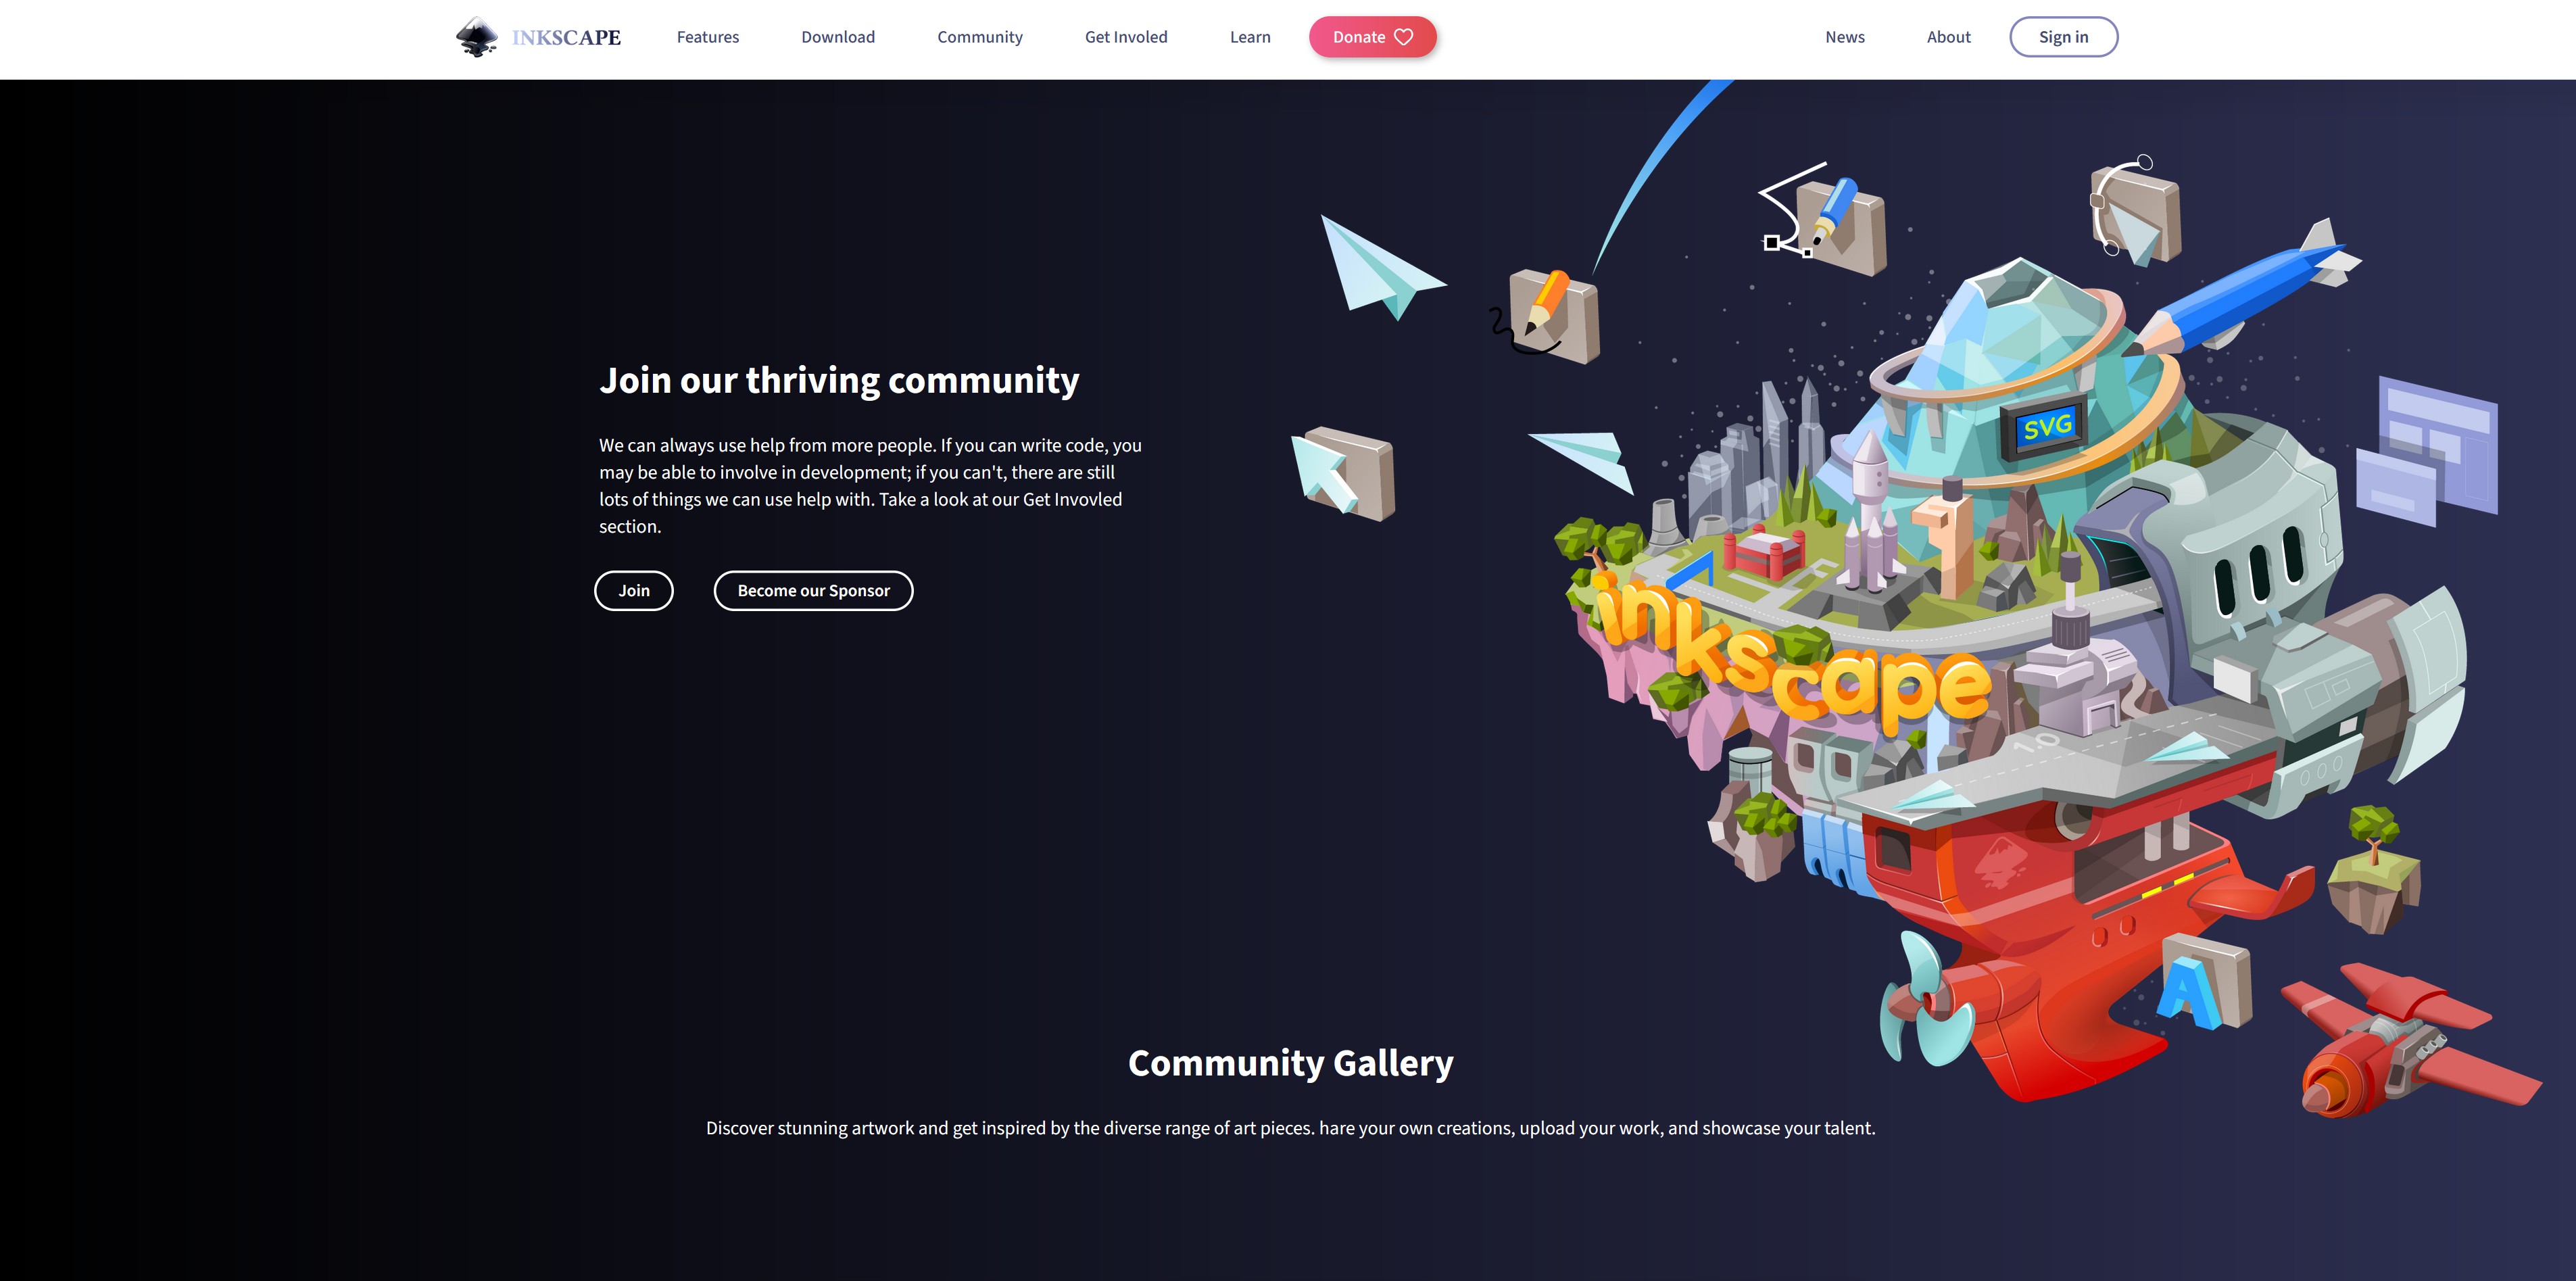 INKSCAPE
Features
Download
Community
Get Involed
Learn
Donate
News
About
Sign in
SVG
Join our thriving community
We can always use help from more people. If you can write code, you
may be able to involve in development; if you can't, there are still
lots of things we can use help with. Take a look at our Get Invovled
section.
Join
Become our Sponsor
inkscape
1.0
A
Community Gallery
Discover stunning artwork and get inspired by the diverse range of art pieces. hare your own creations, upload your work, and showcase your talent.